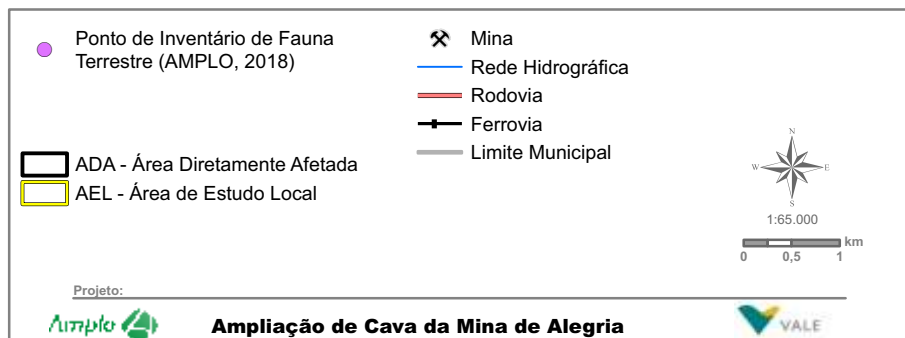 Ponto de Inventário de Fauna
Terrestre (AMPLO, 2018)
ADA - Área Diretamente Afetada
AEL - Área de Estudo Local
Mina
Rede Hidrográfica
Rodovia
Ferrovia
Limite Municipal
N
W E
S
1:65.000
km
0 0,5 1
Projeto:
Amplo
Ampliação de Cava da Mina de Alegria
VALE